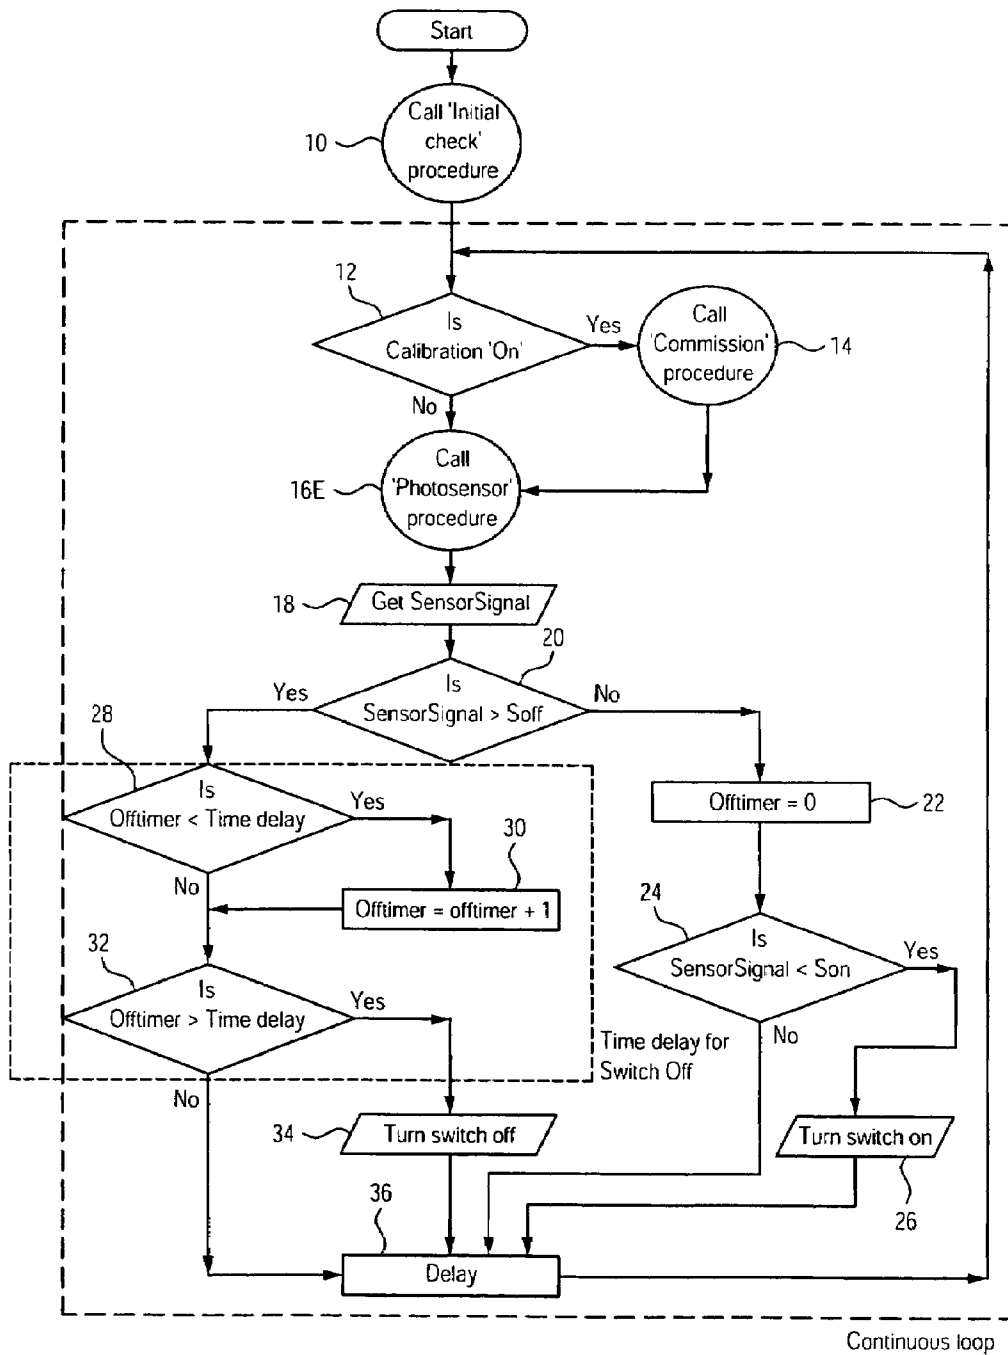 Start
Call 'Initial
check'
procedure
10
12
Is
Calibration 'On'
Yes
No
Call
'Commission'
procedure
14
Call
'Photosensor'
procedure
16E
18
Get SensorSignal
20
Is
SensorSignal > Soff
Yes
No
28
Is
Offtimer < Time delay
Yes
No
30
Offtimer = offtimer + 1
Offtimer = 0
22
24
Is
SensorSignal < Son
Yes
No
32
Is
Offtimer > Time delay
Yes
No
Time delay for
Switch Off
34
Turn switch off
Turn switch on
26
36
Delay
Continuous loop